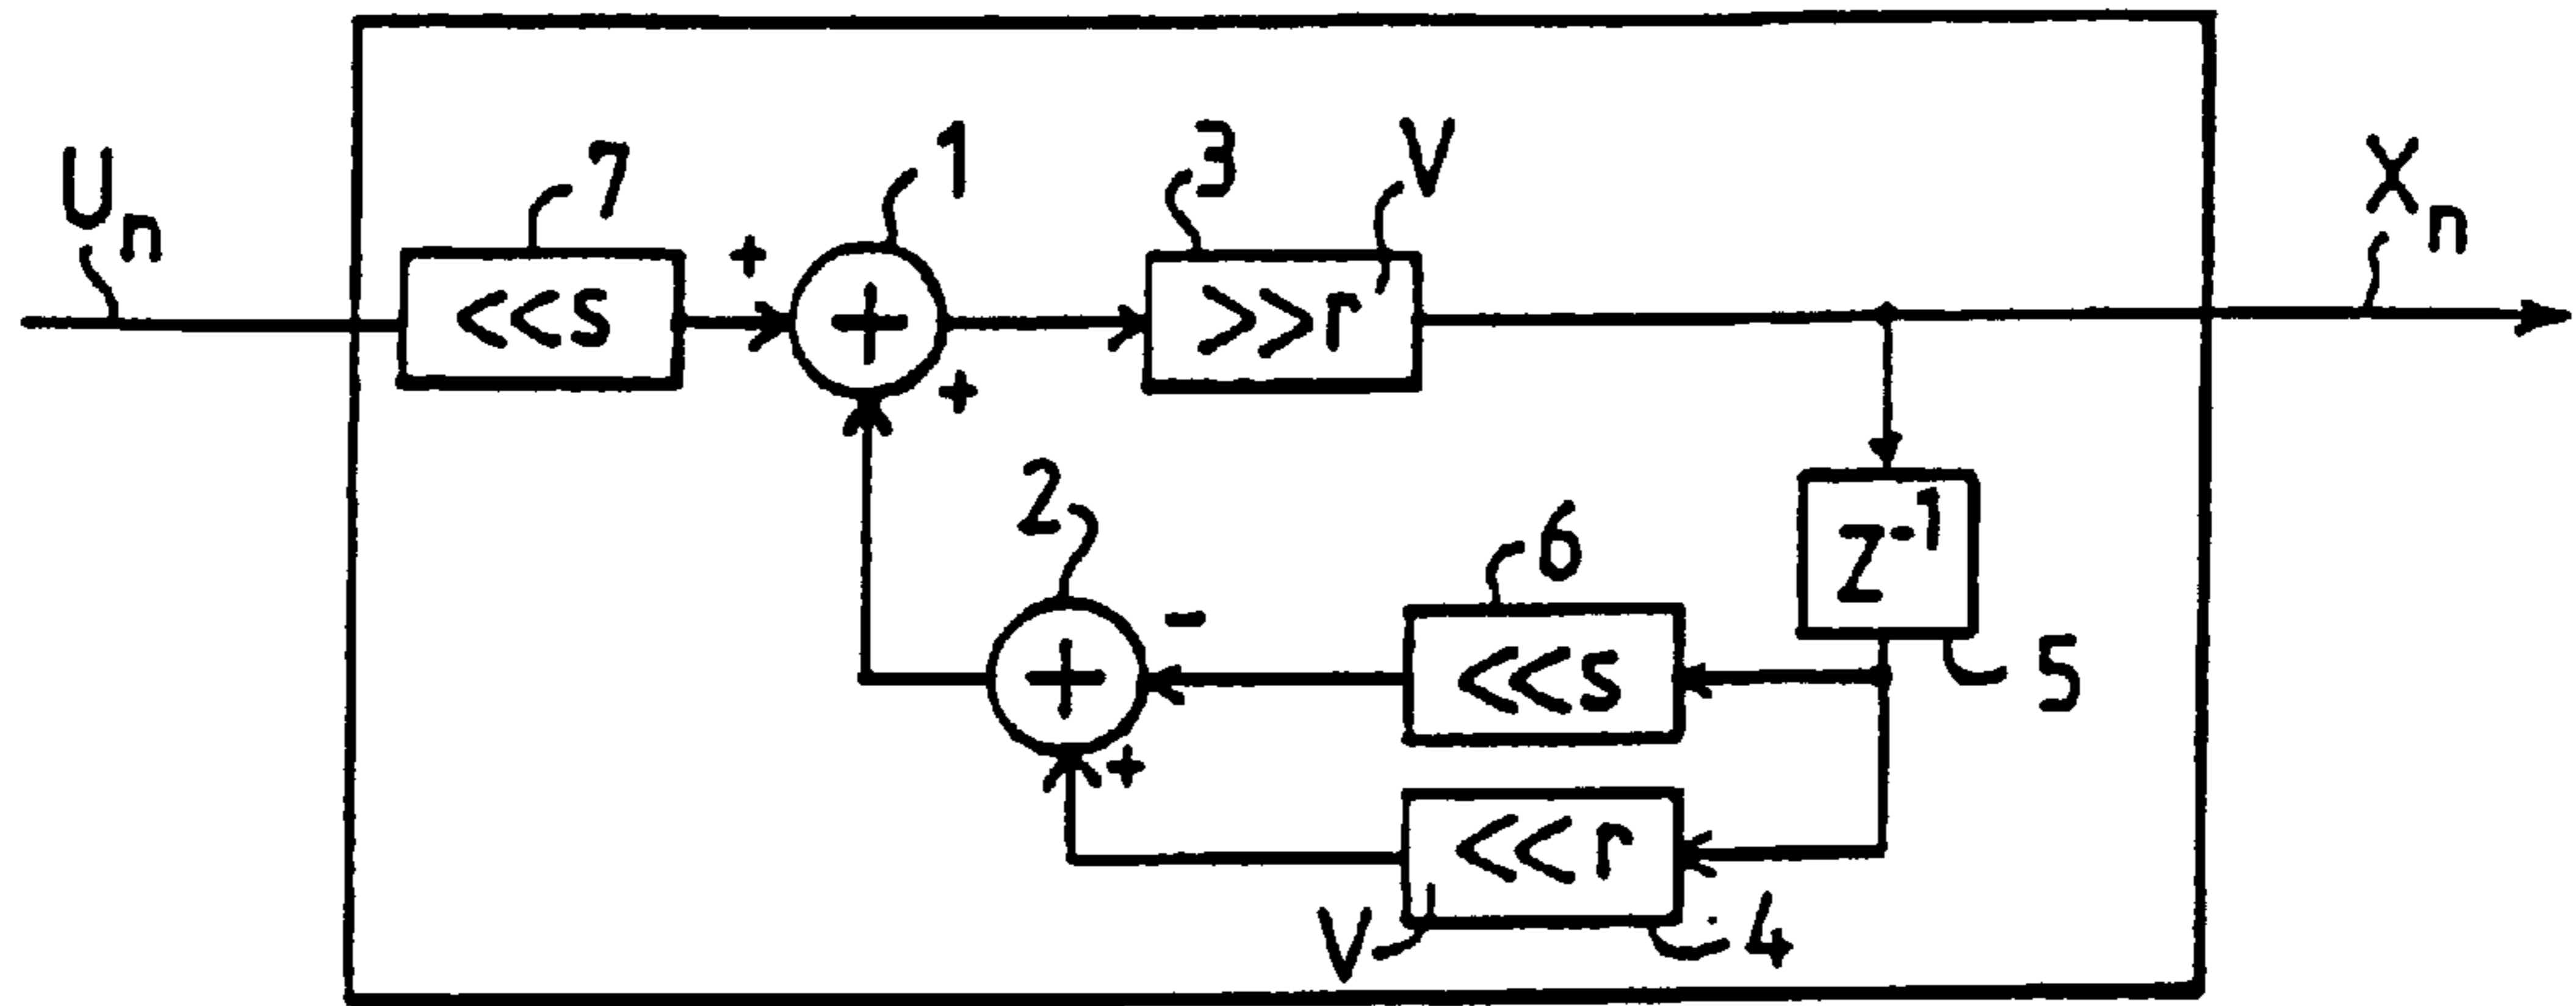 Uₙ
7
1
3
V
Xₙ
<<s
+
+
>>r
+
2
-
6
Z⁻¹
+
<<s
5
+
<<r
V
4